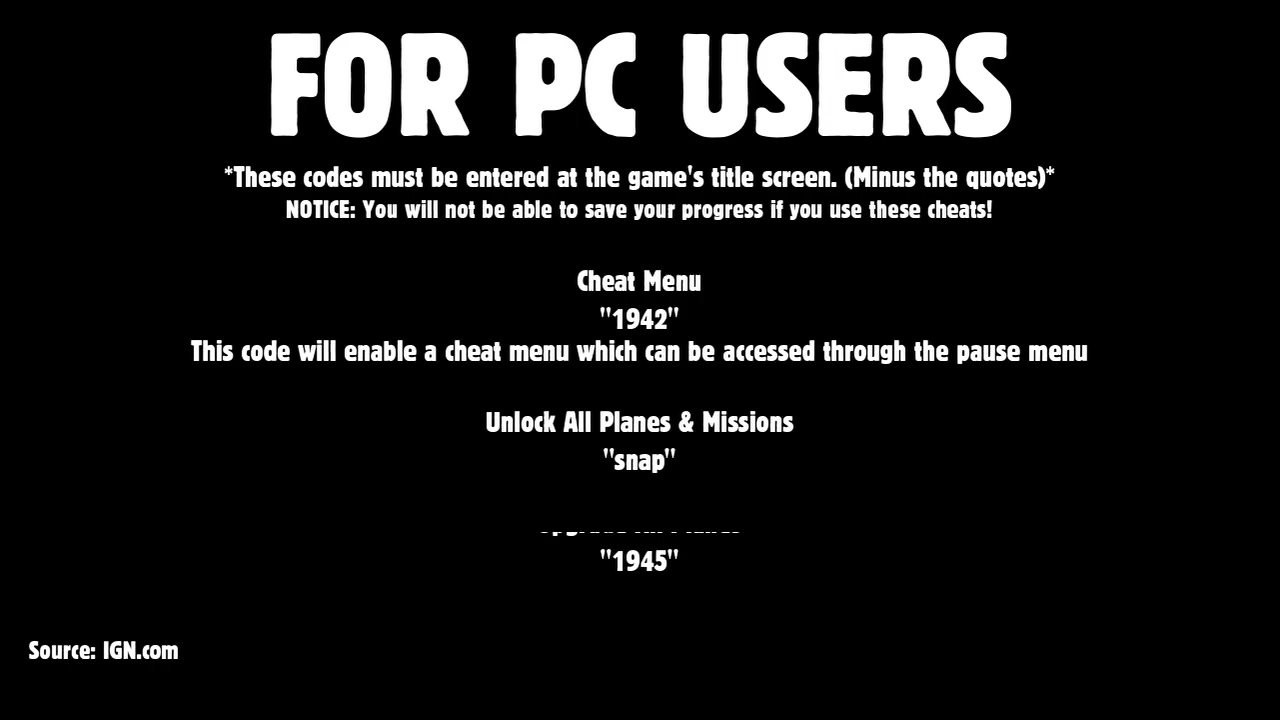 FOR PC USERS
*These codes must be entered at the game's title screen. (Minus the quotes)*
NOTICE: You will not be able to save your progress if you use these cheats!
Cheat Menu
"1942"
This code will enable a cheat menu which can be accessed through the pause menu
Unlock All Planes & Missions
"snap"
"1945"
Source: IGN.com